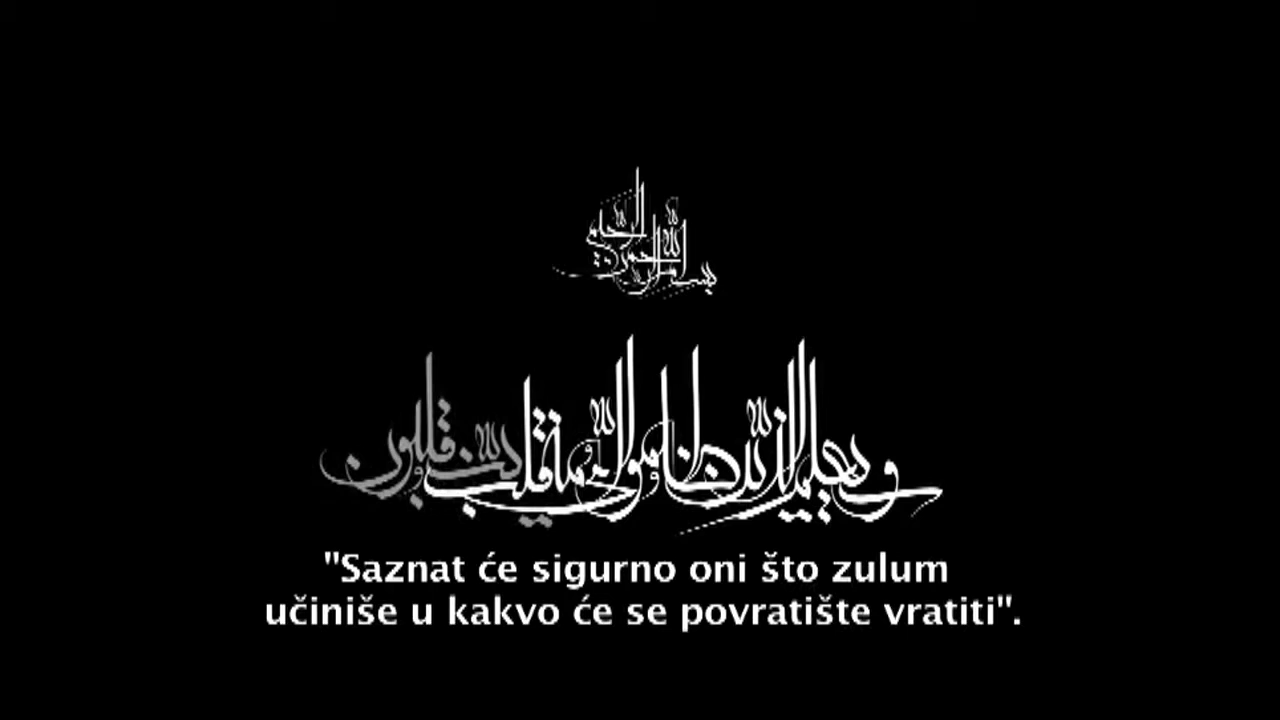 بسم الله الرحمن الرحيم
وسيعلم الذين ظلموا أي منقلب ينقلبون
"Saznat će sigurno oni što zulum
učiniše u kakvo će se povratište vratiti".